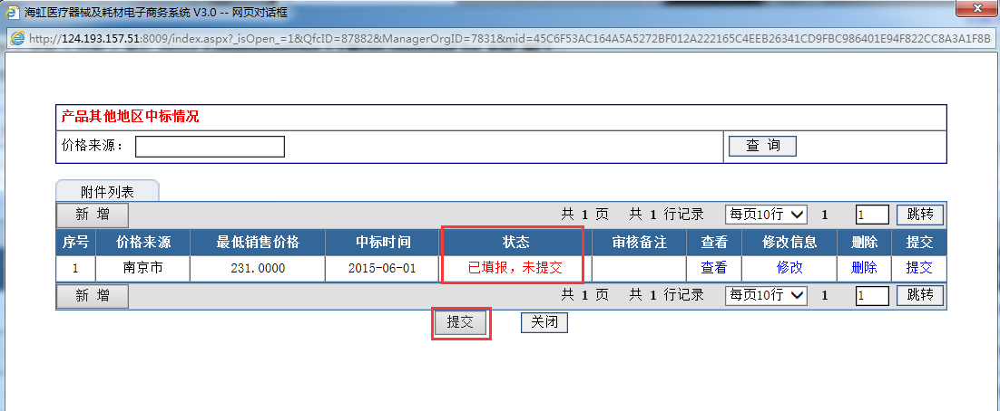 海虹医疗器械及耗材电子商务系统 V3.0 -- 网页对话框
http://124.193.157.51:8009/index.aspx?_isOpen_=1&QfcID=87882&ManagerOrgID=7831&mid=45C6F53AC164A5A5272BF012A222165C4EEB26341CD9FBC986401E94F822CC8A3A1F8B
产品其他地区中标情况
价格来源： 查 询
附件列表
新 增 共 1 页 共 1 行记录 每页10行 1 1 跳转
序号 价格来源 最低销售价格 中标时间 状态 审核备注 查看 修改信息 删除 提交
1 南京市 231.0000 2015-06-01 已填报，未提交 查看 修改 删除 提交
新 增 共 1 页 共 1 行记录 每页10行 1 1 跳转
提交 关闭